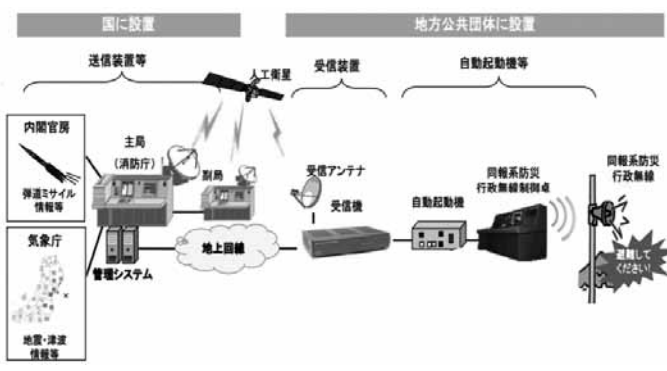 国に設置
地方公共団体に設置
送信装置等
人工衛星
受信装置
自動起動機等
内閣官房
弾道ミサイル
情報等
主局
(消防庁)
副局
受信アンテナ
受信機
自動起動機
同報系防災
行政無線制御卓
同報系防災
行政無線
避難して
ください!
気象庁
地震・津波
情報等
管理システム
地上回線